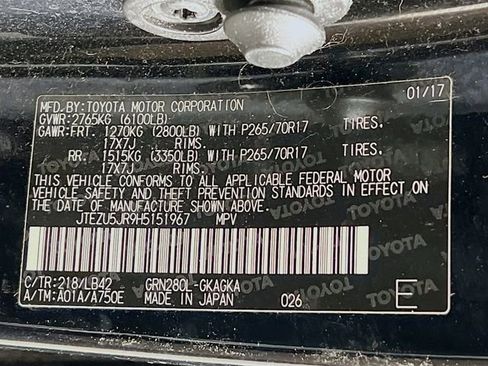 MFD.BY:TOYOTA MOTOR CORPORATION 01/17
GVWR:2765KG (6100LB)
GAWR:FRT. 1270KG (2800LB) WITH P265/70R17 TIRES,
17X7J RIMS.
RR. 1515KG (3350LB) WITH P265/70R17 TIRES,
17X7J RIMS.
THIS VEHICLE CONFORMS TO ALL APPLICABLE FEDERAL MOTOR
VEHICLE SAFETY AND THEFT PREVENTION STANDARDS IN EFFECT ON
THE DATE OF MANUFACTURE SHOWN ABOVE.
JTEZU5JR9H5151967 MPV
C/TR:218/LB42 GRN280L-GKAGKA
A/TM:A01A/A750E MADE IN JAPAN 026 E